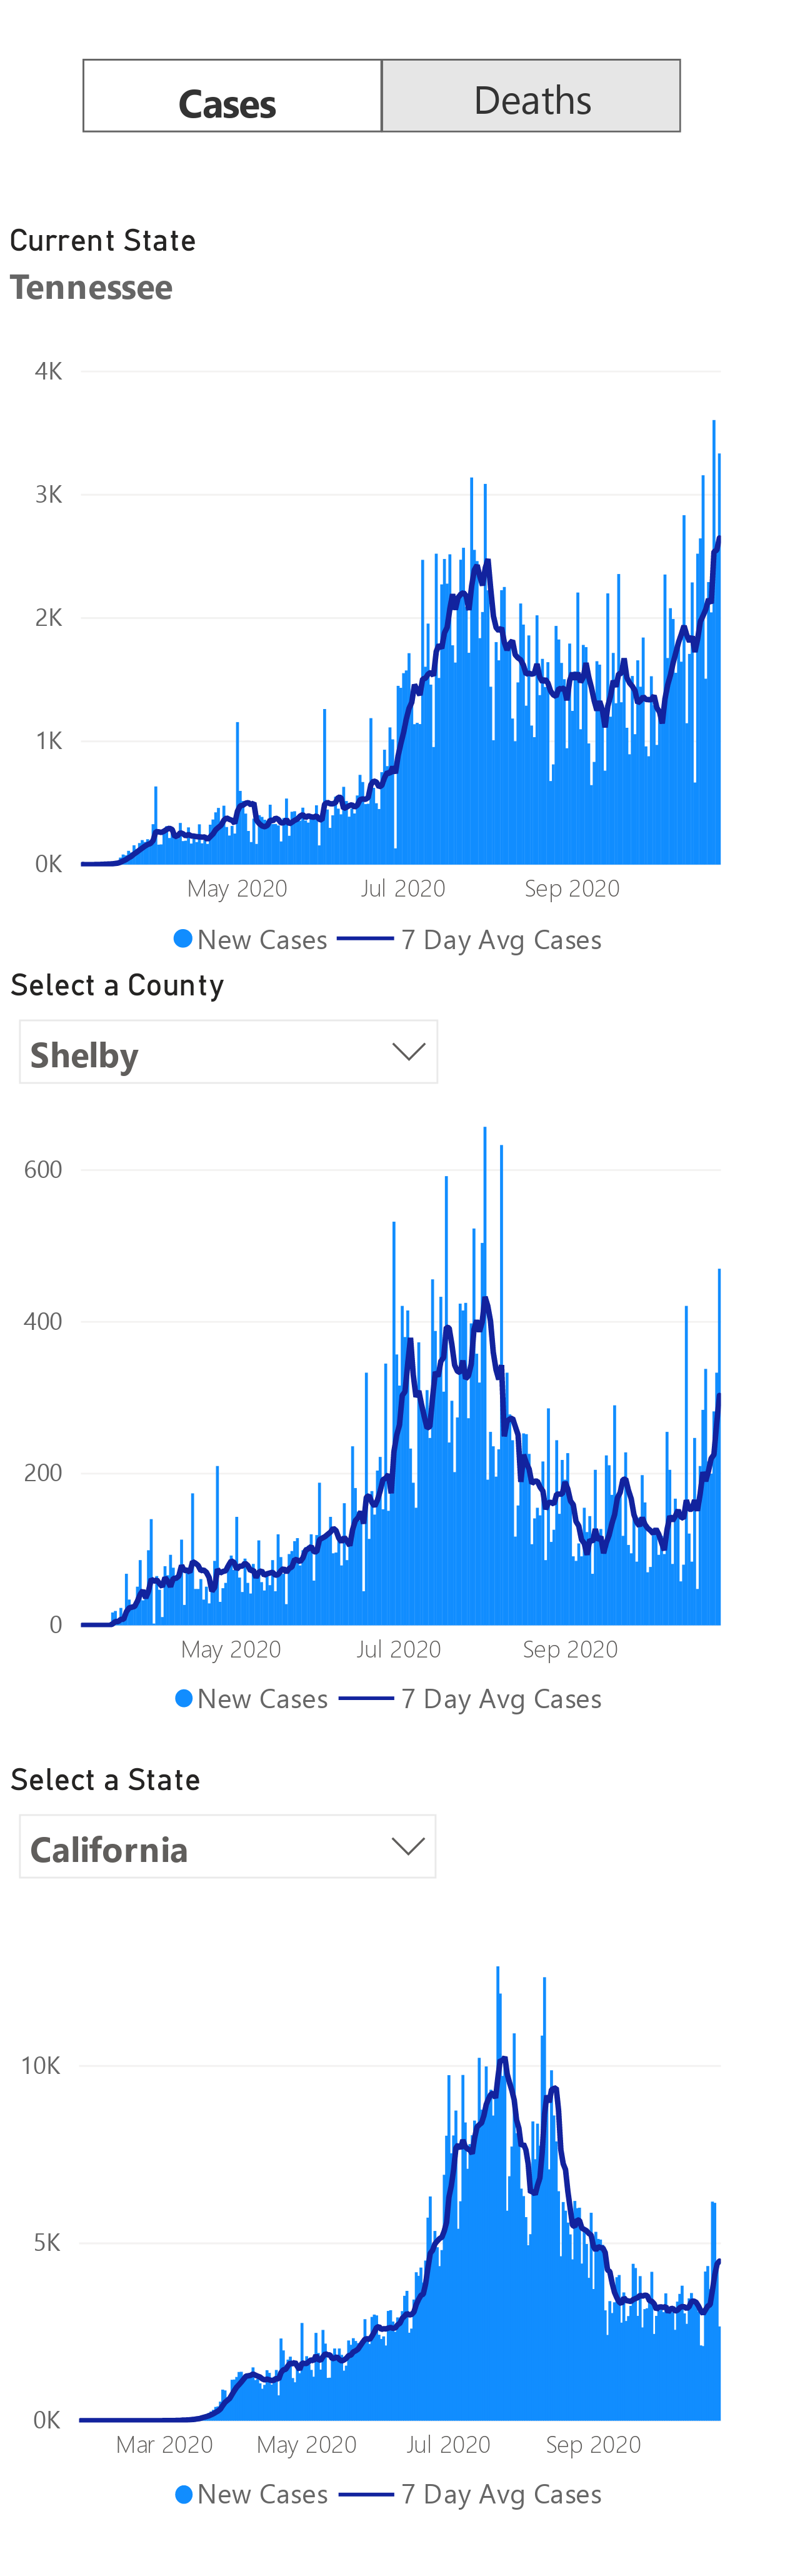 Cases Deaths
Current State
Tennessee
4K
3K
2K
1K
0K
May 2020 Jul 2020 Sep 2020
New Cases 7 Day Avg Cases
Select a County
Shelby
600
400
200
0
May 2020 Jul 2020 Sep 2020
New Cases 7 Day Avg Cases
Select a State
California
10K
5K
0K
Mar 2020 May 2020 Jul 2020 Sep 2020
New Cases 7 Day Avg Cases